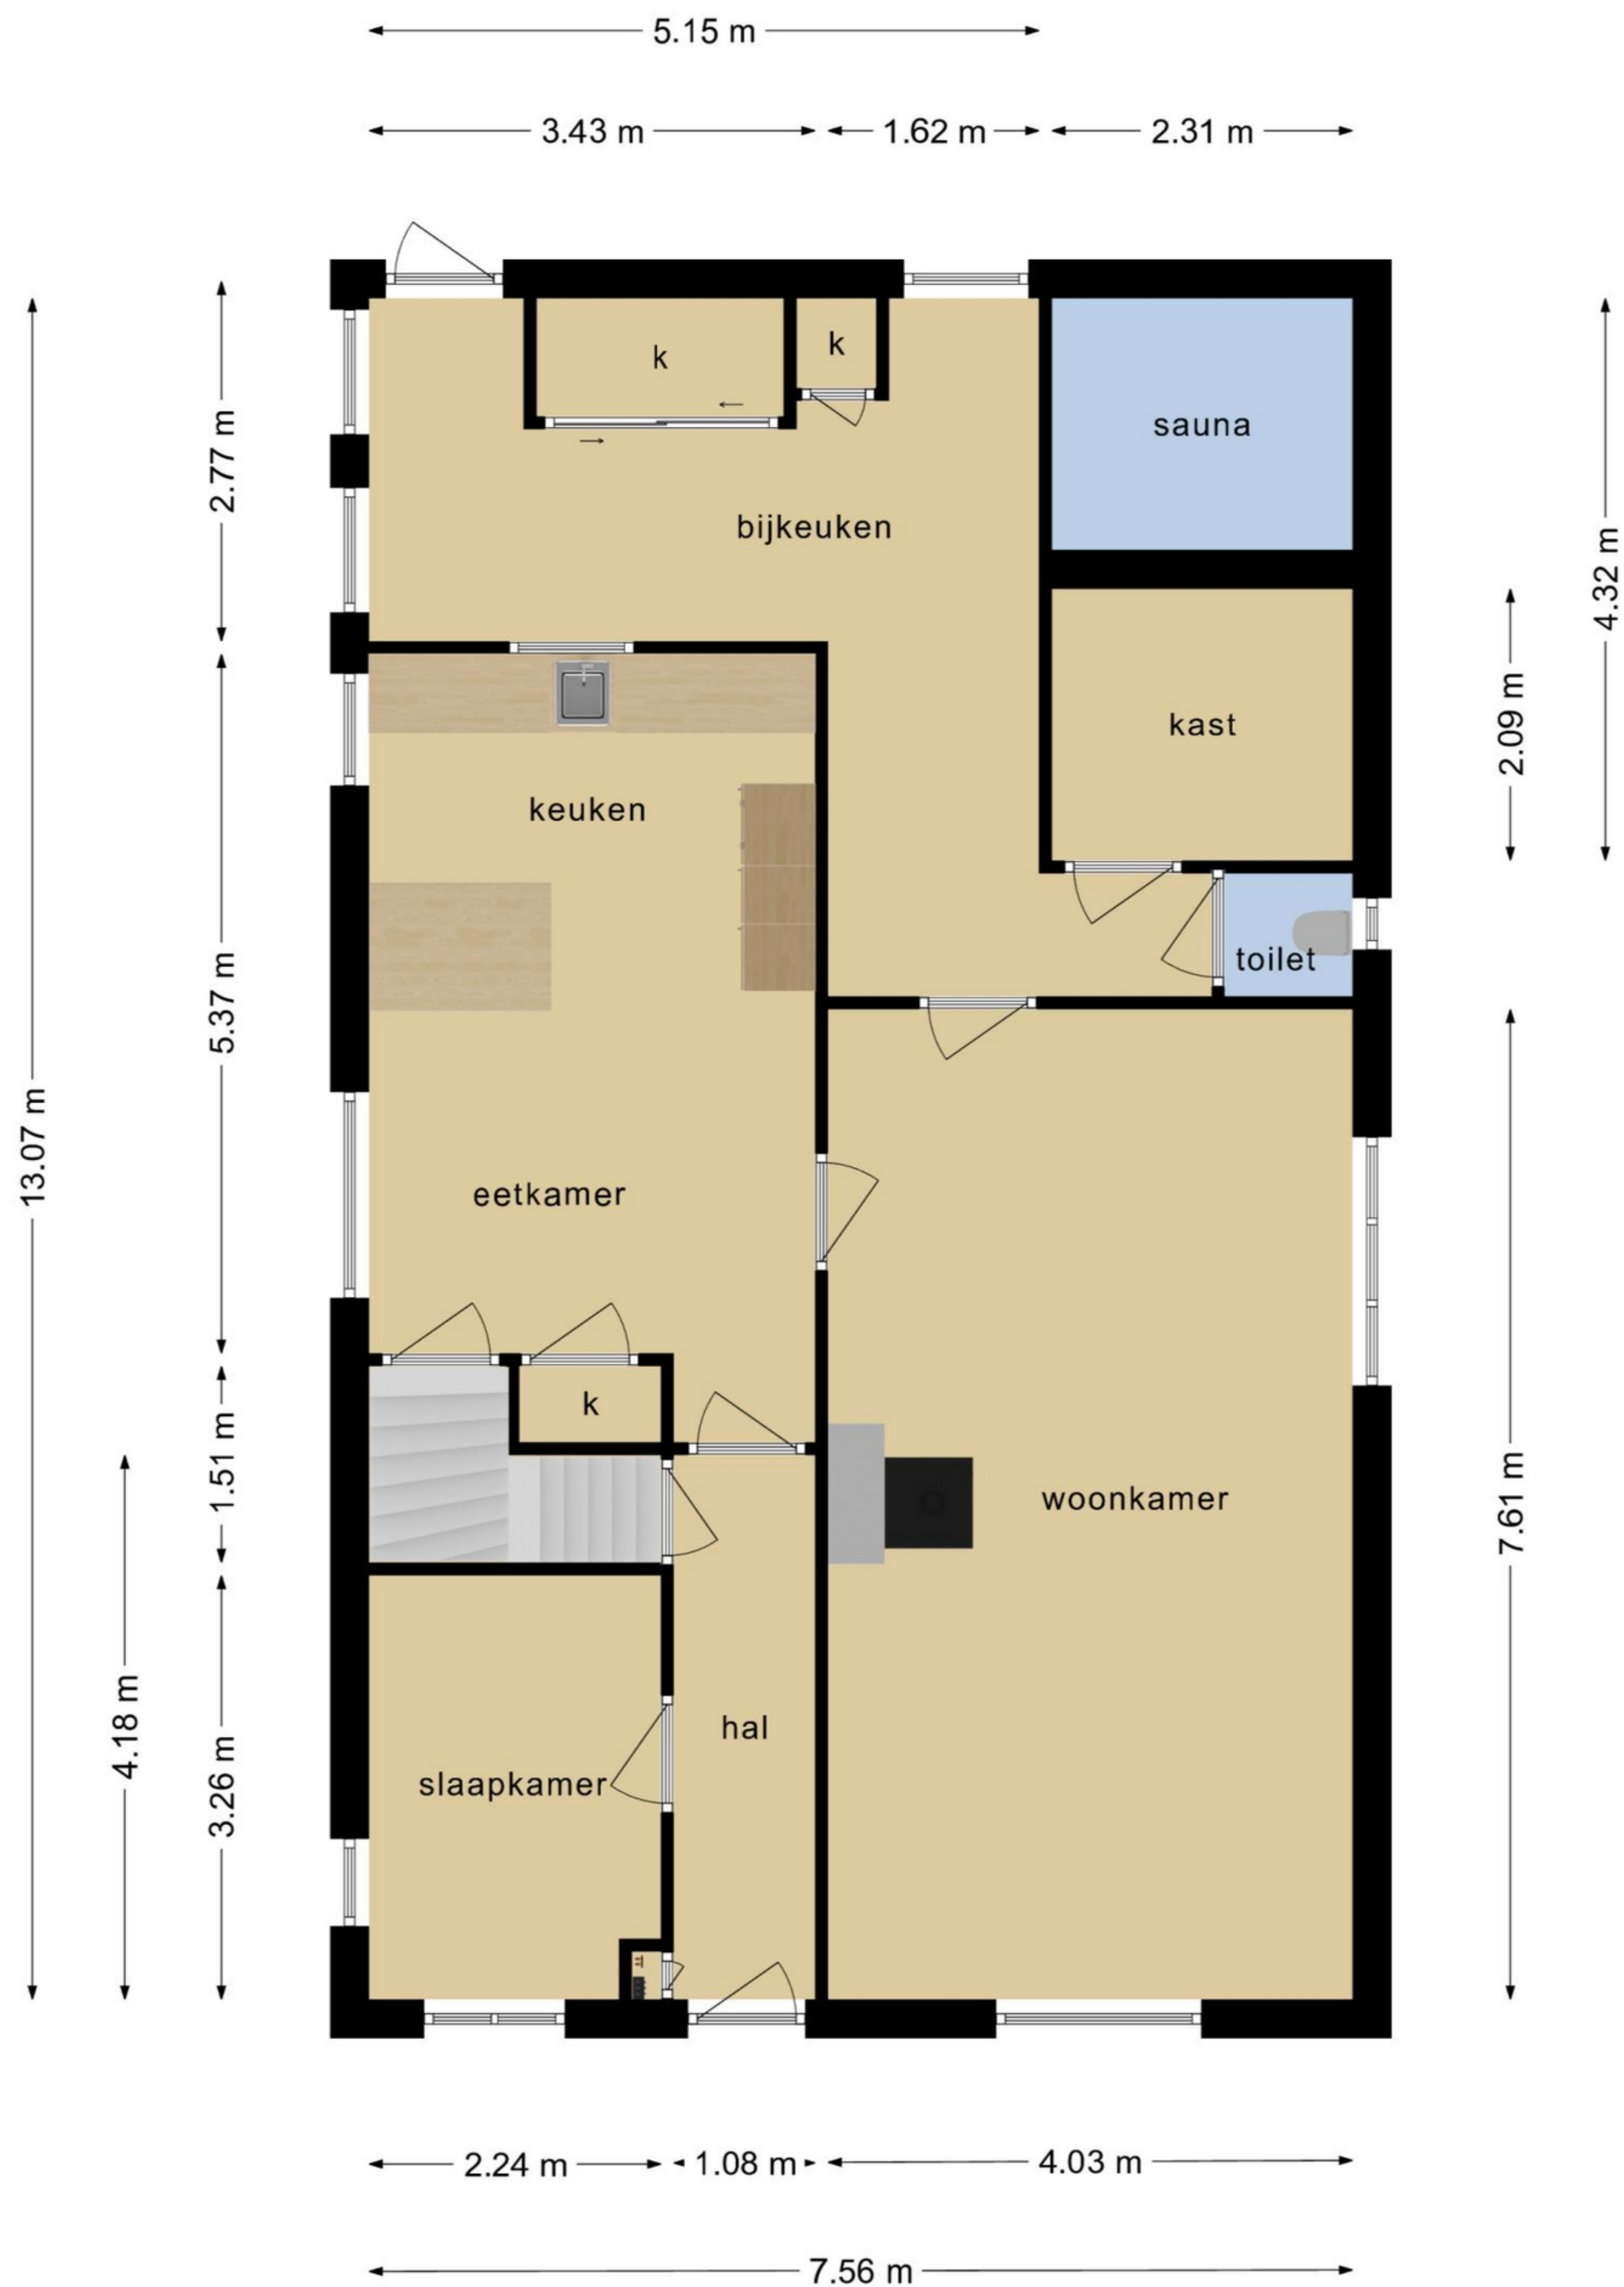 5.15 m
3.43 m
1.62 m
2.31 m
k
k
sauna
2.77 m
bijkeuken
4.32 m
kast
2.09 m
keuken
toilet
5.37 m
13.07 m
eetkamer
k
1.51 m
woonkamer
7.61 m
4.18 m
hal
slaapkamer
3.26 m
2.24 m
1.08 m
4.03 m
7.56 m